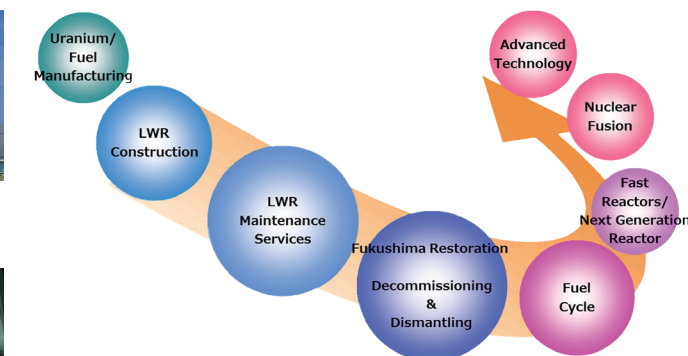 Uranium/
Fuel
Manufacturing
LWR
Construction
LWR
Maintenance
Services
Fukushima Restoration
Decommissioning
&
Dismantling
Fuel
Cycle
Fast
Reactors/
Next Generation
Reactor
Nuclear
Fusion
Advanced
Technology